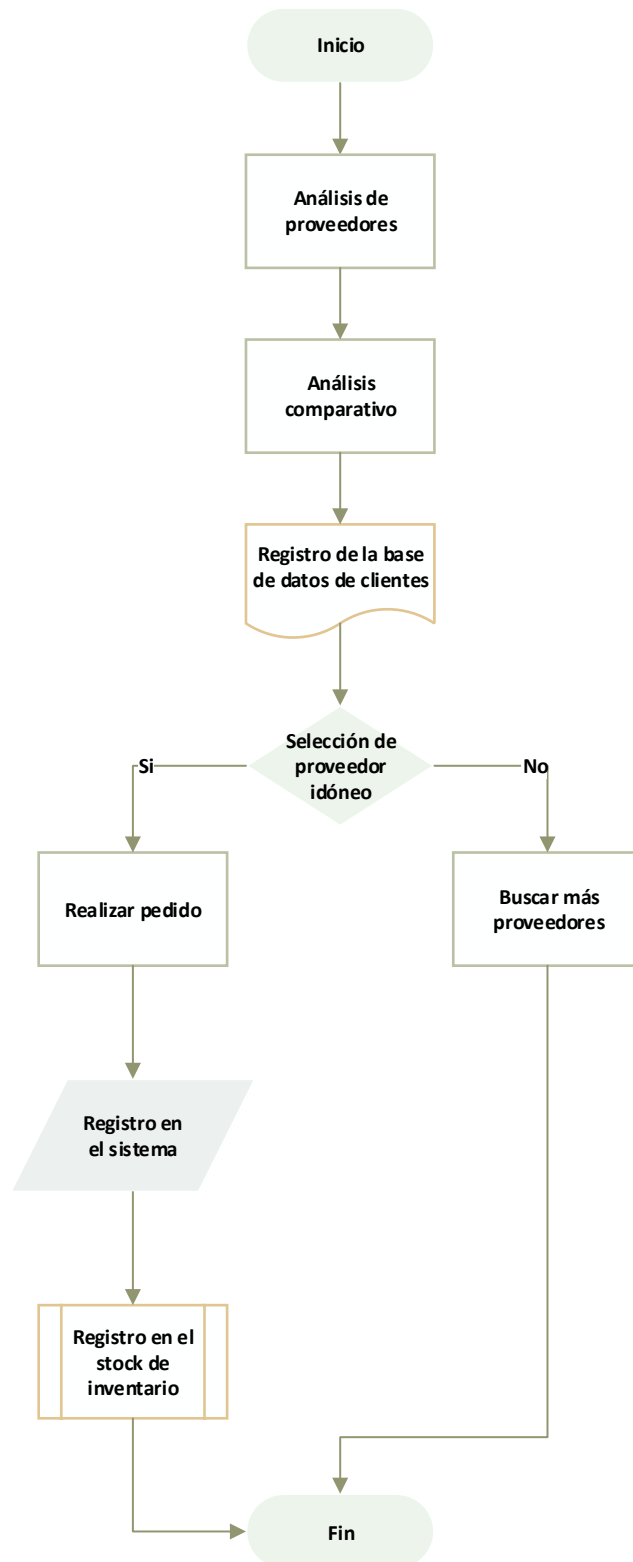 Inicio
Análisis de
proveedores
Análisis
comparativo
Registro de la base
de datos de clientes
Selección de
proveedor
idóneo
Si
No
Realizar pedido
Buscar más
proveedores
Registro en
el sistema
Registro en el
stock de
inventario
Fin